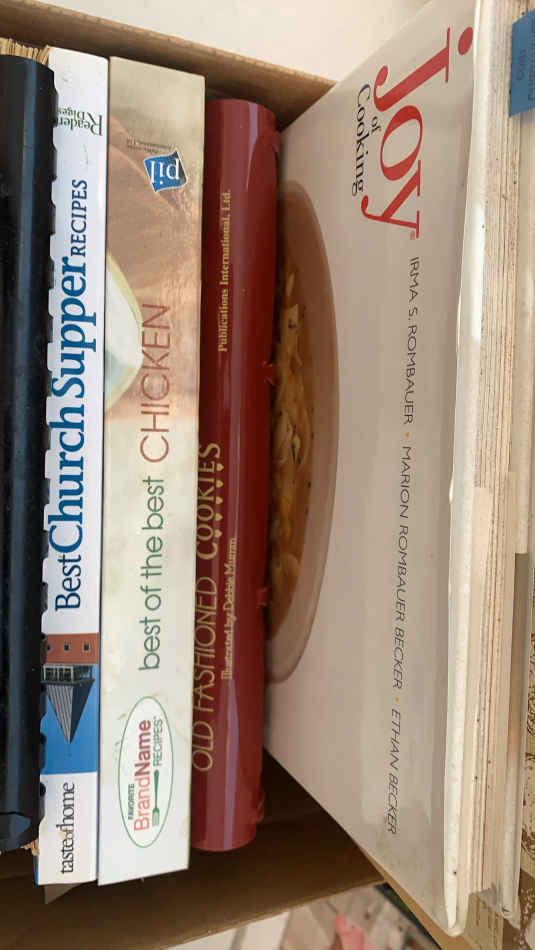 Reader's
Digest
Best Church Supper RECIPES
taste of home
pil
best of the best CHICKEN
FAVORITE
BrandName
RECIPES
Publications International, Ltd.
OLD FASHIONED COOKIES
Illustrated by Debbie Mumm
joy
of
Cooking
IRMA S. ROMBAUER • MARION ROMBAUER BECKER • ETHAN BECKER